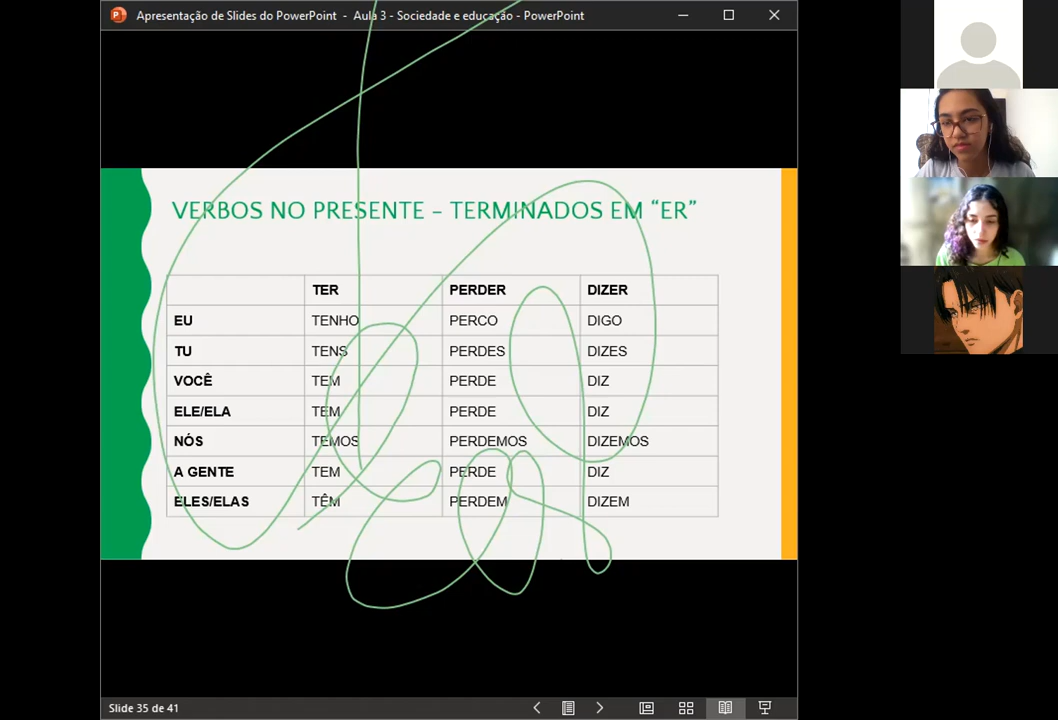 Apresentação de Slides do PowerPoint - Aula 3 - Sociedade e educação - PowerPoint
VERBOS NO PRESENTE – TERMINADOS EM “ER”
TER PERDER DIZER
EU TENHO PERCO DIGO
TU TENS PERDES DIZES
VOCÊ TEM PERDE DIZ
ELE/ELA TEM PERDE DIZ
NÓS TEMOS PERDEMOS DIZEMOS
A GENTE TEM PERDE DIZ
ELES/ELAS TÊM PERDEM DIZEM
Slide 35 de 41